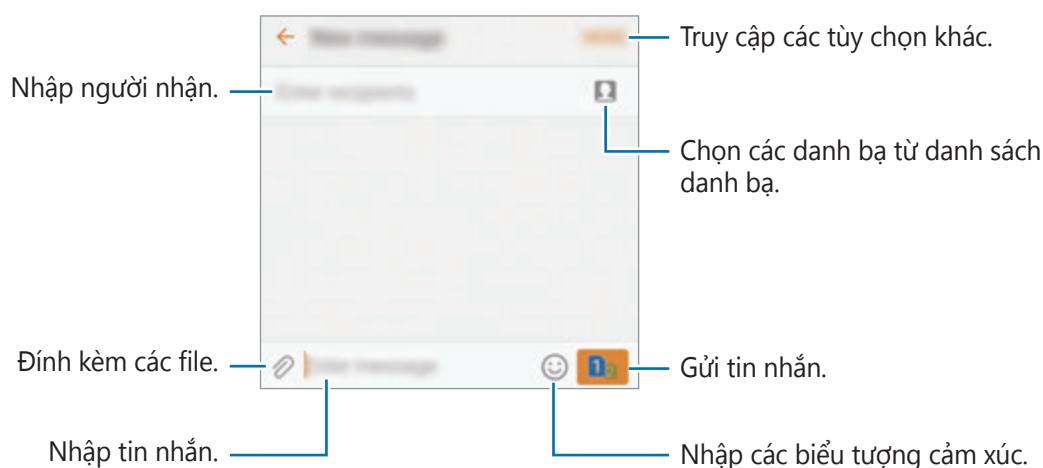 Truy cập các tùy chọn khác.
Nhập người nhận.
Chọn các danh bạ từ danh sách
danh bạ.
Đính kèm các file.
Gửi tin nhắn.
Nhập tin nhắn.
Nhập các biểu tượng cảm xúc.